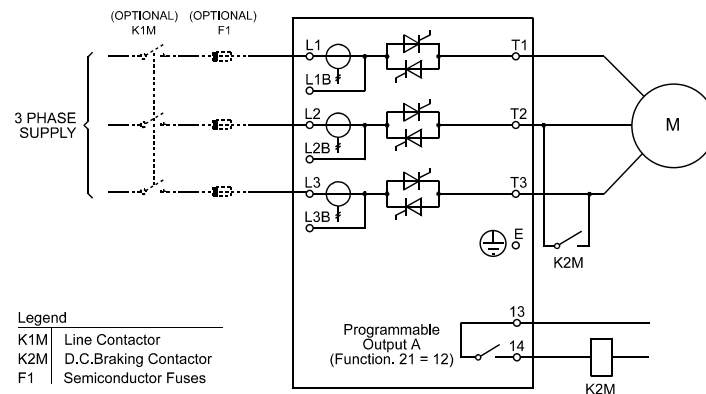 (OPTIONAL) (OPTIONAL)
K1M F1
3 PHASE
SUPPLY
L1
L1B
T1
L2
L2B
T2
L3
L3B
T3
M
E
K2M
13
Programmable
Output A
(Function. 21 = 12)
14
K2M
Legend
K1M Line Contactor
K2M D.C.Braking Contactor
F1 Semiconductor Fuses